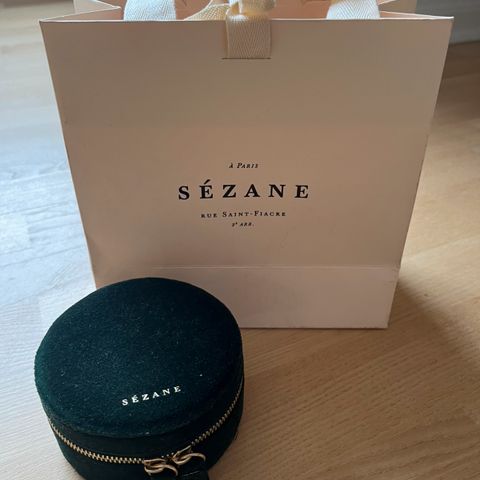 À PARIS
SÉZANE
RUE SAINT-FIACRE
2ᵉ ARR.
SÉZANE